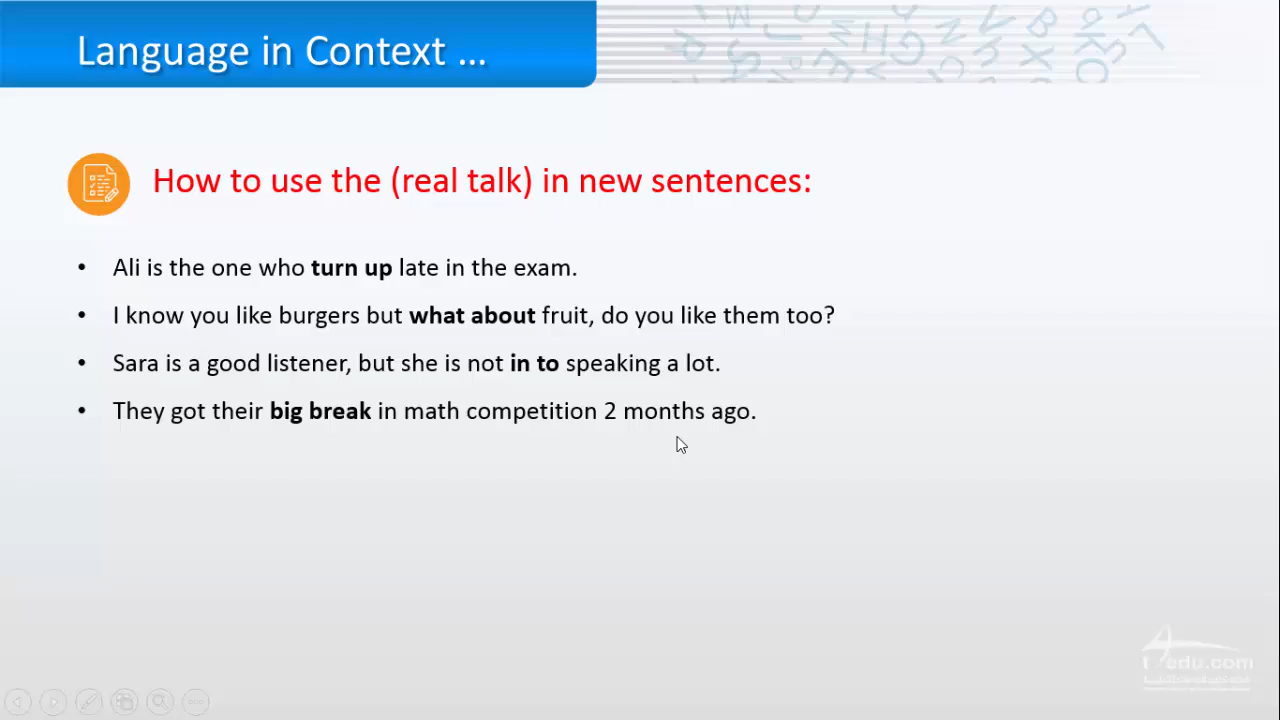 Language in Context ...
How to use the (real talk) in new sentences:
• Ali is the one who turn up late in the exam.
• I know you like burgers but what about fruit, do you like them too?
• Sara is a good listener, but she is not in to speaking a lot.
• They got their big break in math competition 2 months ago.